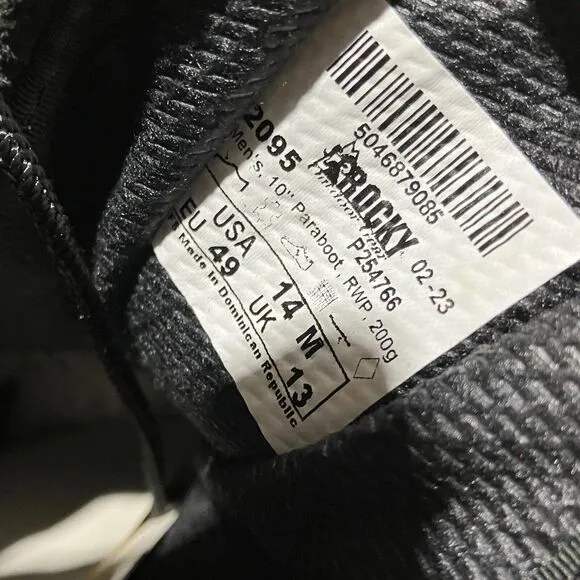 5046879085
2095 ROCKY 02-23
P254766
Men's, 10" Paraboot, RWP, 200g
USA 14 M
EU 49 UK 13
Made in Dominican Republic